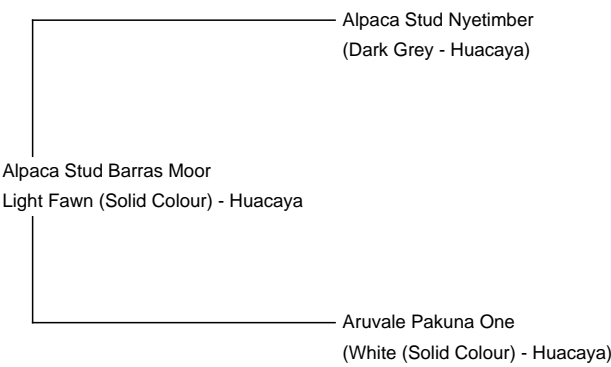 Alpaca Stud Nyetimber
(Dark Grey - Huacaya)
Alpaca Stud Barras Moor
Light Fawn (Solid Colour) - Huacaya
Aruvale Pakuna One
(White (Solid Colour) - Huacaya)